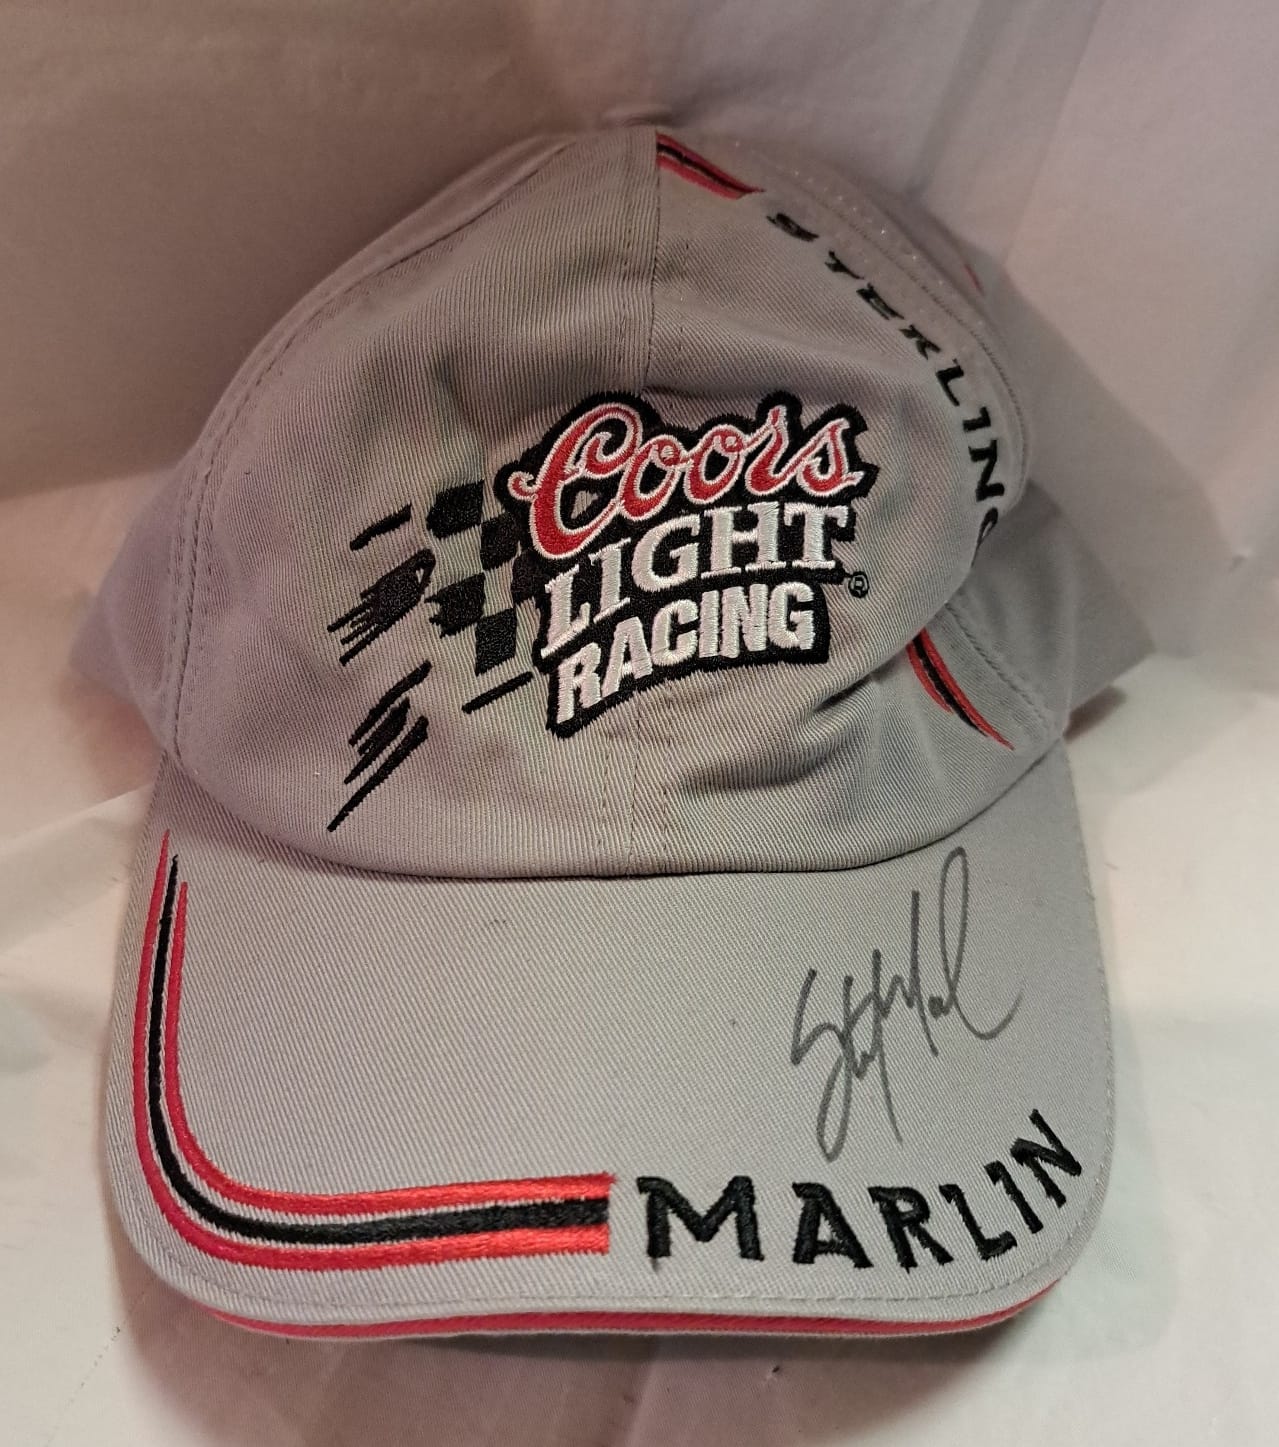 STERLING
Coors
LIGHT
RACING
®
MARLIN